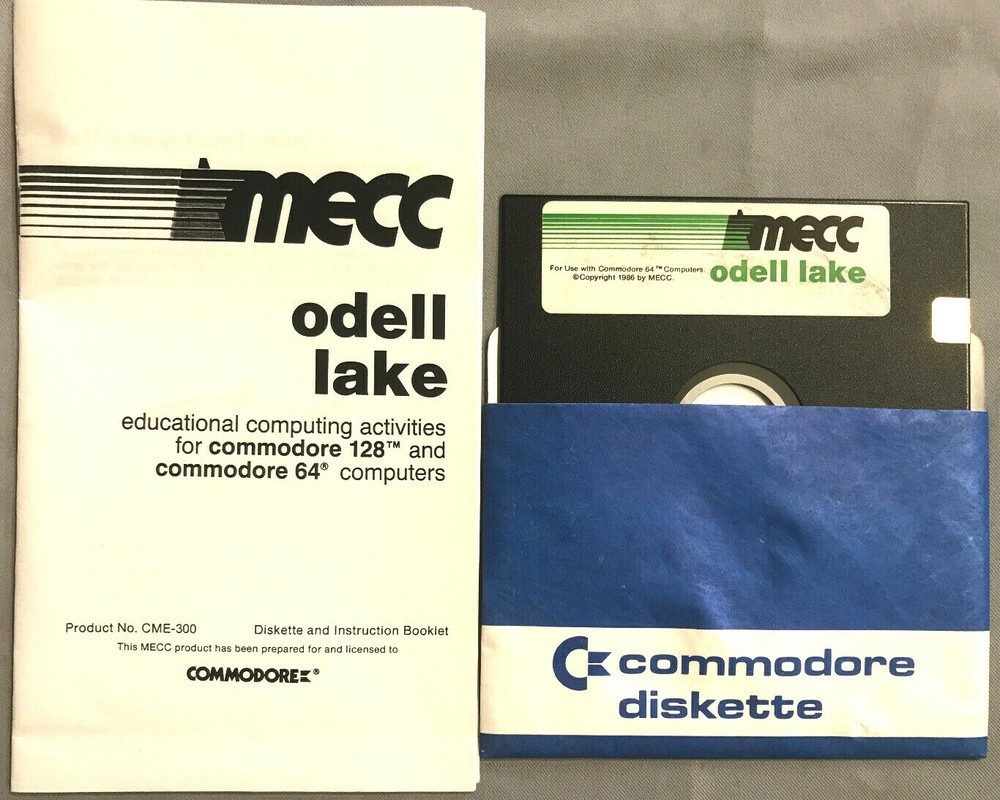 mecc
odell
lake
educational computing activities
for commodore 128™ and
commodore 64® computers
Product No. CME-300 Diskette and Instruction Booklet
This MECC product has been prepared for and licensed to
COMMODORE®
mecc
For Use with Commodore 64™ Computers.
©Copyright 1986 by MECC.
odell lake
commodore
diskette